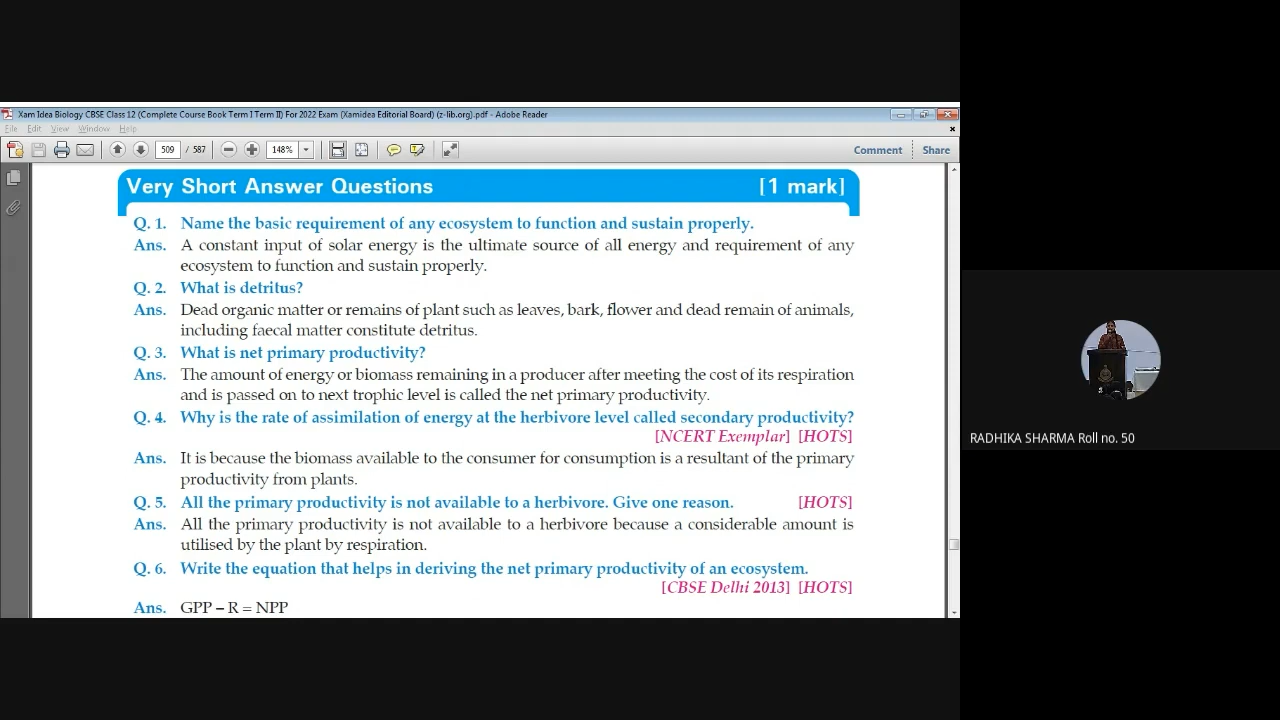 Xam Idea Biology CBSE Class 12 (Complete Course Book Term I Term II) For 2022 Exam (Xamidea Editorial Board) (z-lib.org).pdf - Adobe Reader
File Edit View Window Help
509 / 587 148% Comment Share
Very Short Answer Questions [1 mark]
Q. 1. Name the basic requirement of any ecosystem to function and sustain properly.
Ans. A constant input of solar energy is the ultimate source of all energy and requirement of any
ecosystem to function and sustain properly.
Q. 2. What is detritus?
Ans. Dead organic matter or remains of plant such as leaves, bark, flower and dead remain of animals,
including faecal matter constitute detritus.
Q. 3. What is net primary productivity?
Ans. The amount of energy or biomass remaining in a producer after meeting the cost of its respiration
and is passed on to next trophic level is called the net primary productivity.
Q. 4. Why is the rate of assimilation of energy at the herbivore level called secondary productivity?
[NCERT Exemplar] [HOTS]
Ans. It is because the biomass available to the consumer for consumption is a resultant of the primary
productivity from plants.
Q. 5. All the primary productivity is not available to a herbivore. Give one reason. [HOTS]
Ans. All the primary productivity is not available to a herbivore because a considerable amount is
utilised by the plant by respiration.
Q. 6. Write the equation that helps in deriving the net primary productivity of an ecosystem.
[CBSE Delhi 2013] [HOTS]
Ans. GPP – R = NPP
RADHIKA SHARMA Roll no. 50